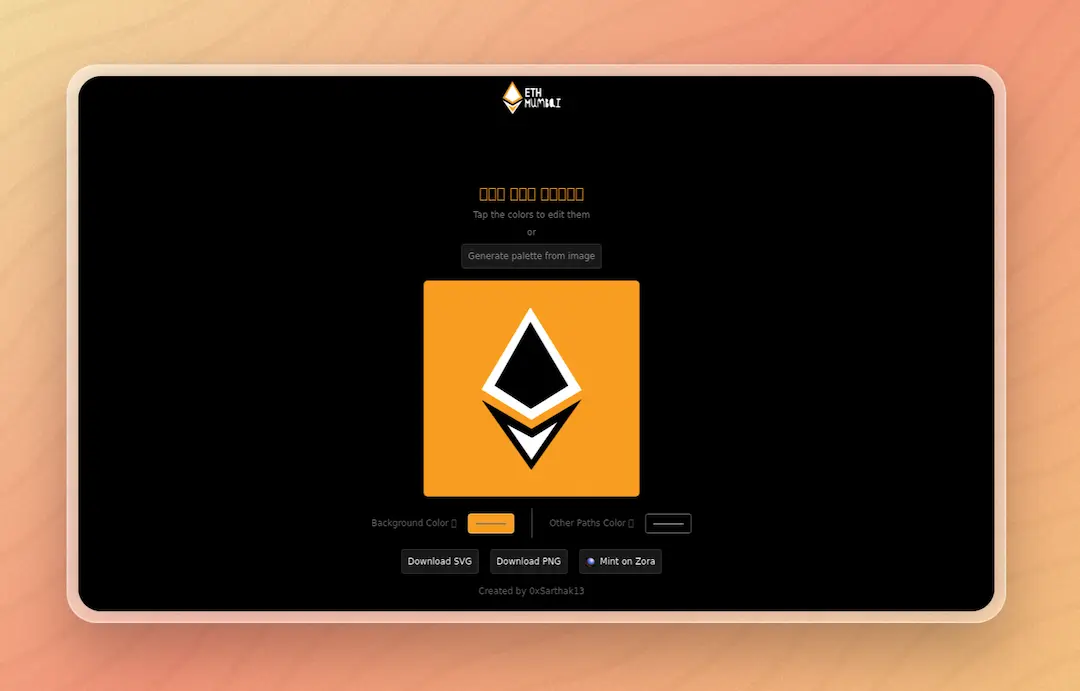 ETH
MUMBAI
Tap the colors to edit them
or
Generate palette from image
Background Color
Other Paths Color
Download SVG
Download PNG
Mint on Zora
Created by 0xSarthak13